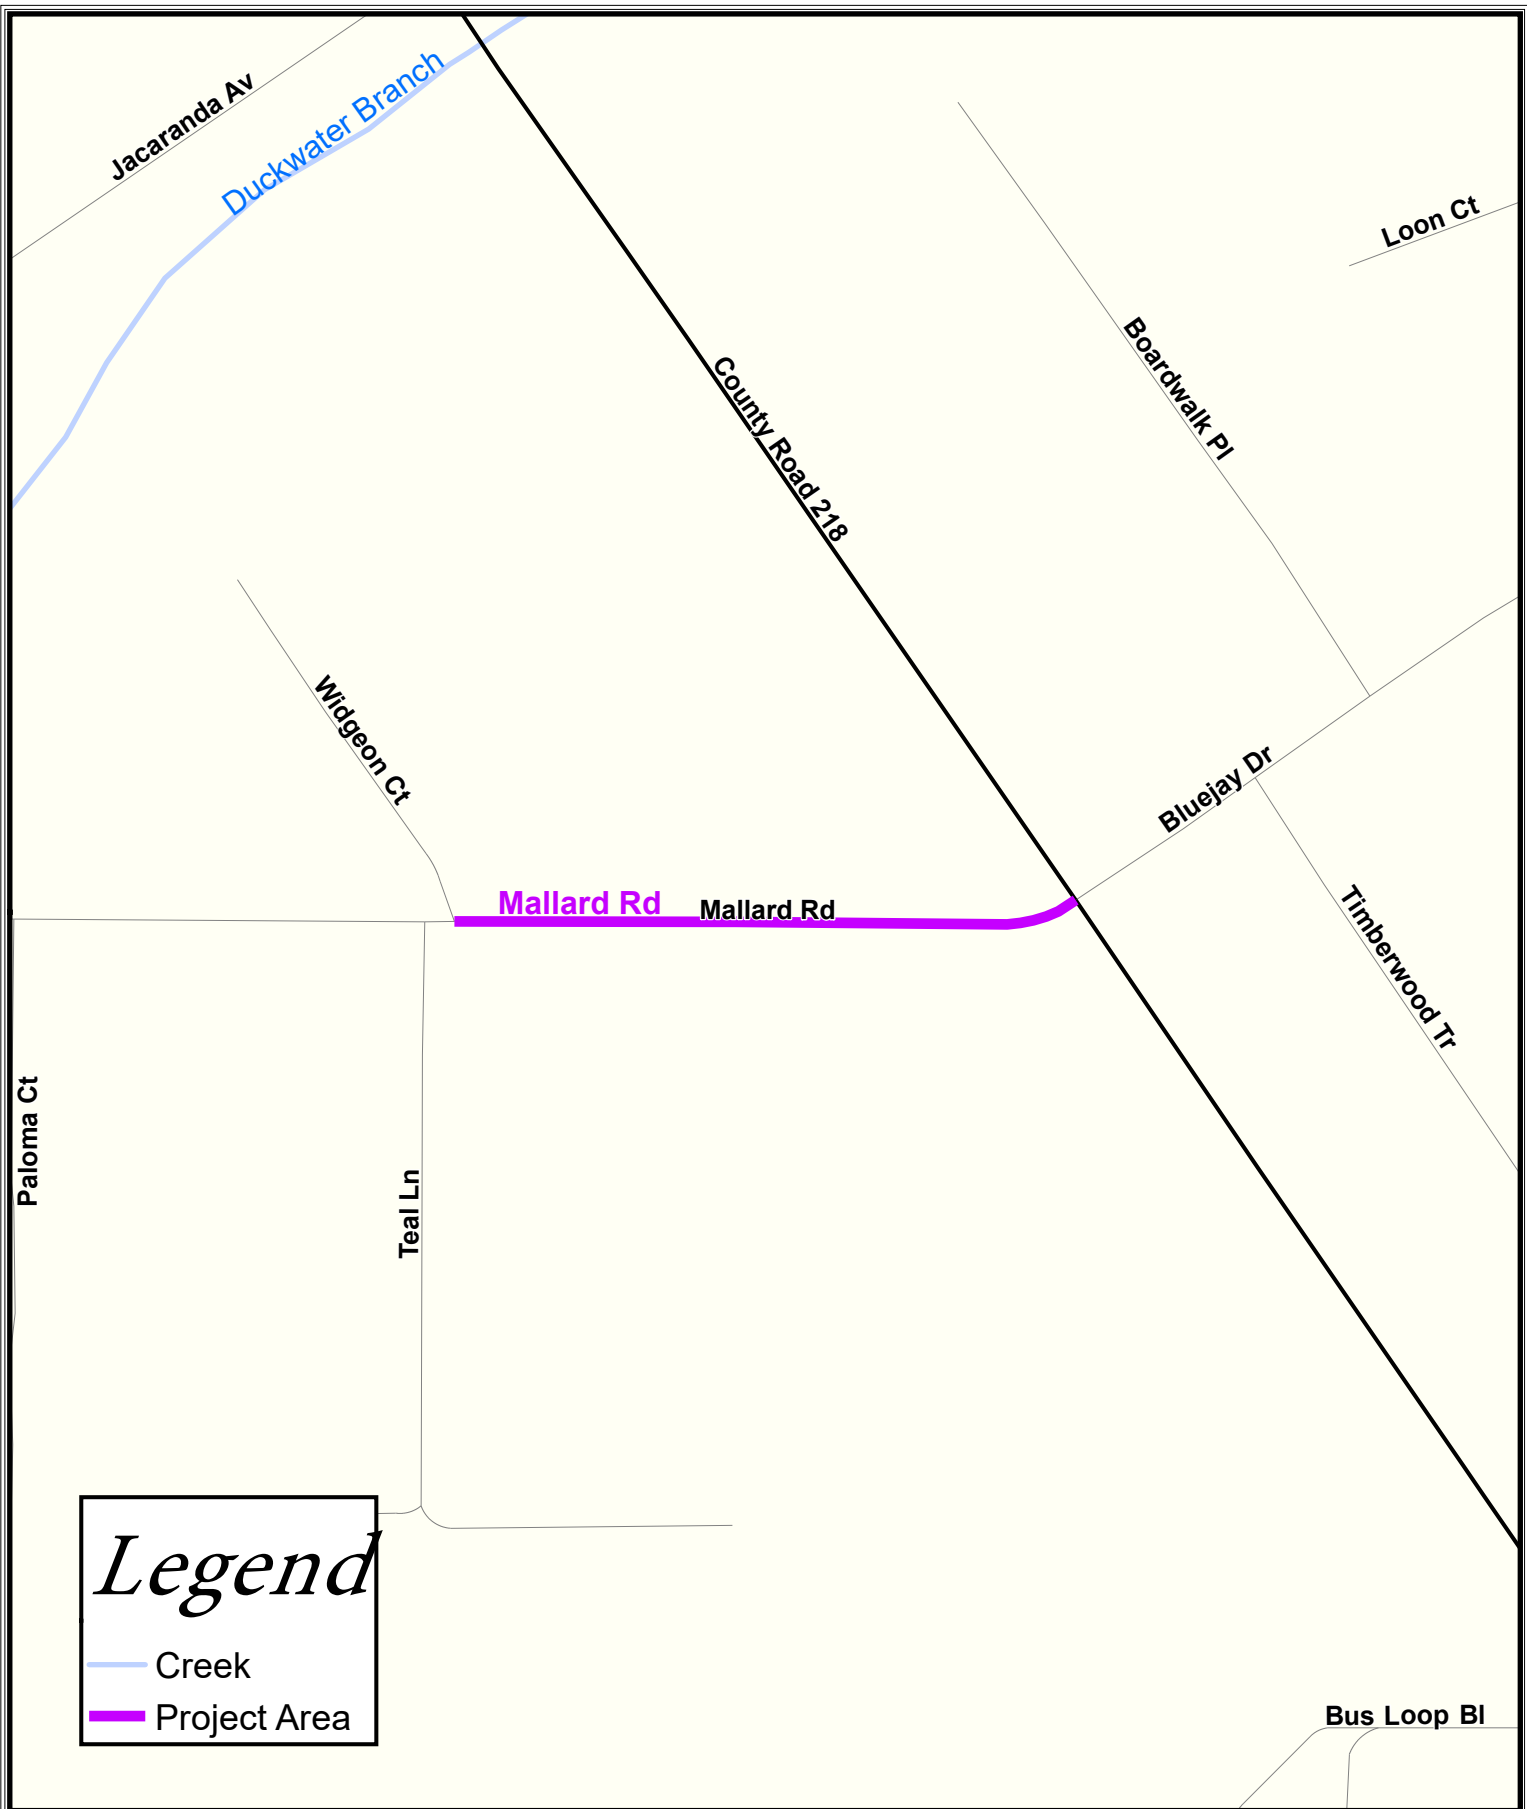 Jacaranda Av
Duckwater Branch
Loon Ct
Boardwalk Pl
County Road 218
Widgeon Ct
Bluejay Dr
Mallard Rd
Mallard Rd
Timberwood Tr
Paloma Ct
Teal Ln
Legend
Creek
Project Area
Bus Loop Bl